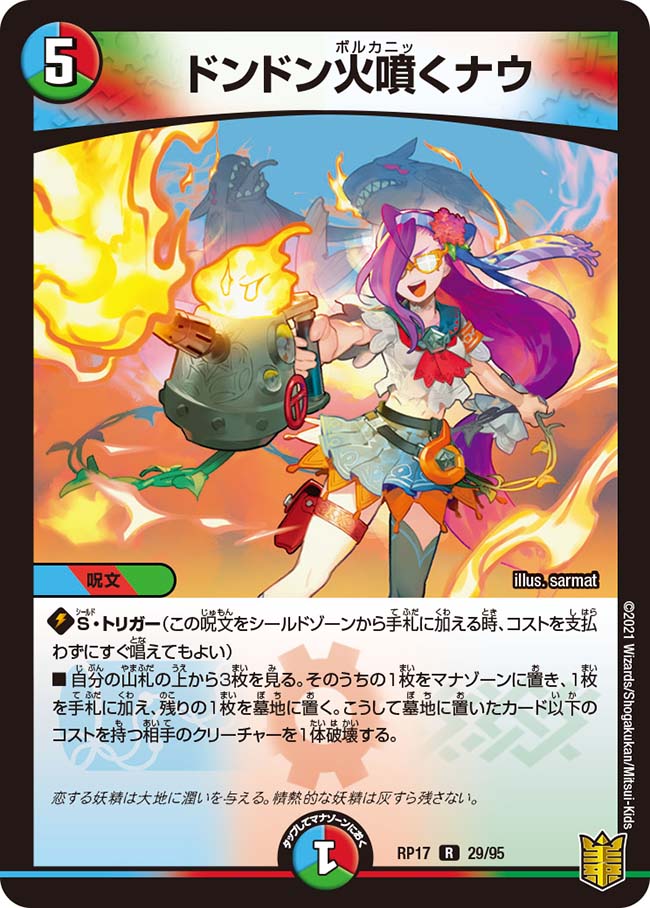 5
ボルカニッ
ドンドン火噴くナウ
呪文
illus. sarmat
S・トリガー(この呪文をシールドゾーンから手札に加える時、コストを支払
わずにすぐ唱えてもよい)
■自分の山札の上から3枚を見る。そのうちの1枚をマナゾーンに置き、1枚
を手札に加え、残りの1枚を墓地に置く。こうして墓地に置いたカード以下の
コストを持つ相手のクリーチャーを1体破壊する。
恋する妖精は大地に潤いを与える。情熱的な妖精は灰すら残さない。
タップしてマナゾーンにおく
1
RP17 R 29/95
©2021 Wizards/Shogakukan/Mitsui-Kids